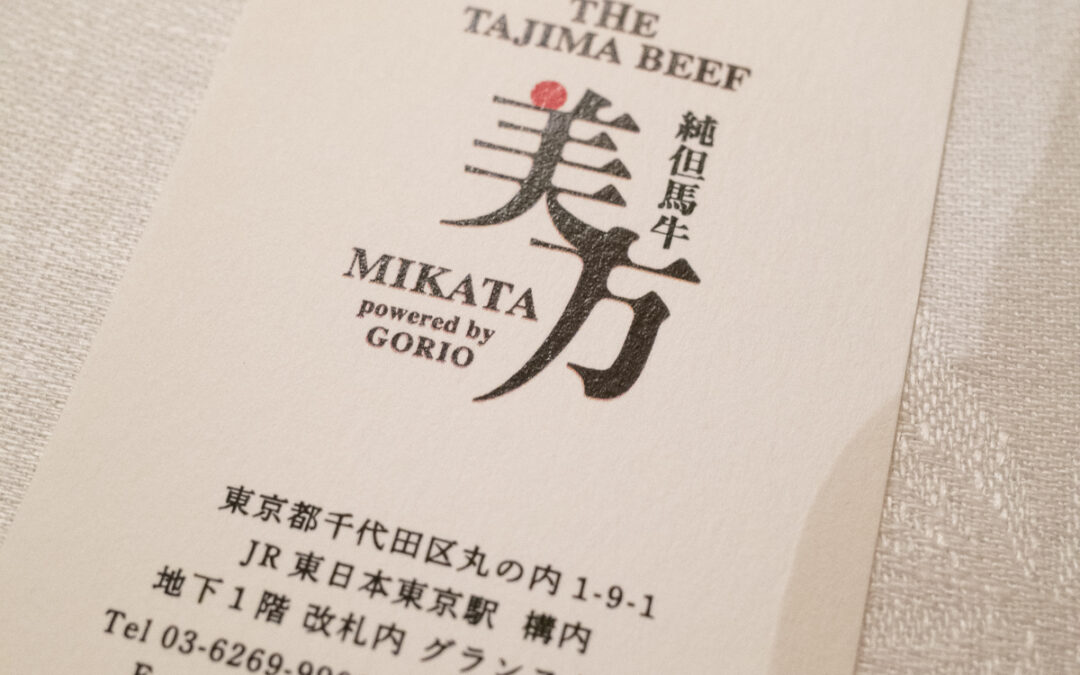 THE
TAJIMA BEEF
純但馬牛
美方
MIKATA
powered by
GORIO
東京都千代田区丸の内1-9-1
JR東日本東京駅 構内
地下1階 改札内 グランス
Tel 03-6269-9